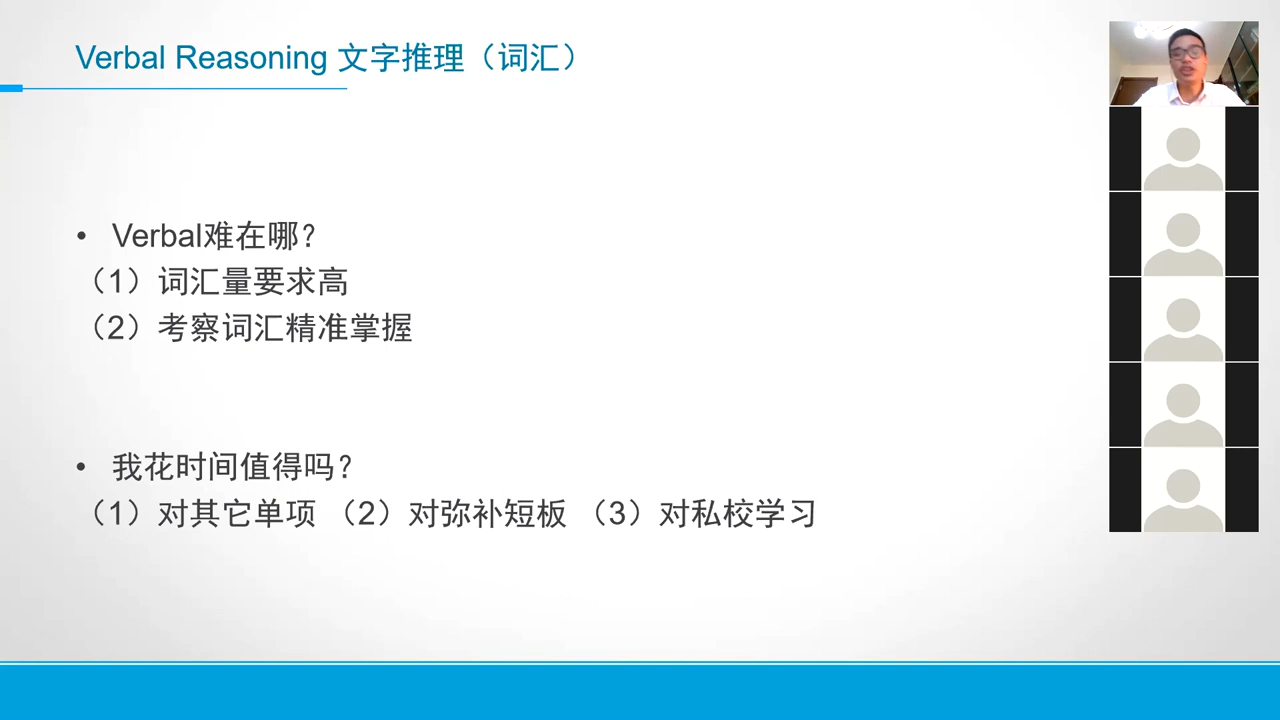 Verbal Reasoning 文字推理（词汇）
• Verbal难在哪？
（1）词汇量要求高
（2）考察词汇精准掌握
• 我花时间值得吗？
（1）对其它单项 （2）对弥补短板 （3）对私校学习